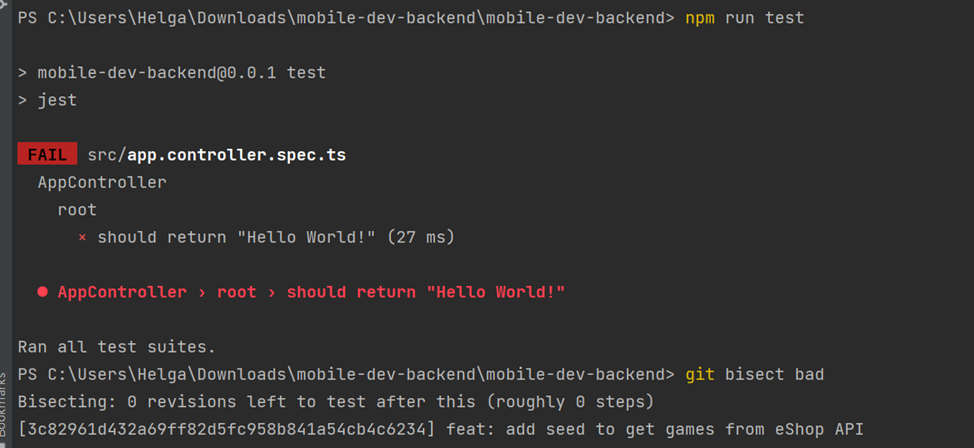 PS C:\Users\Helga\Downloads\mobile-dev-backend\mobile-dev-backend> npm run test
> mobile-dev-backend@0.0.1 test
> jest
FAIL src/app.controller.spec.ts
AppController
root
× should return "Hello World!" (27 ms)
● AppController › root › should return "Hello World!"
Ran all test suites.
PS C:\Users\Helga\Downloads\mobile-dev-backend\mobile-dev-backend> git bisect bad
Bisecting: 0 revisions left to test after this (roughly 0 steps)
[3c82961d432a69ff82d5fc958b841a54cb4c6234] feat: add seed to get games from eShop API
Bookmarks